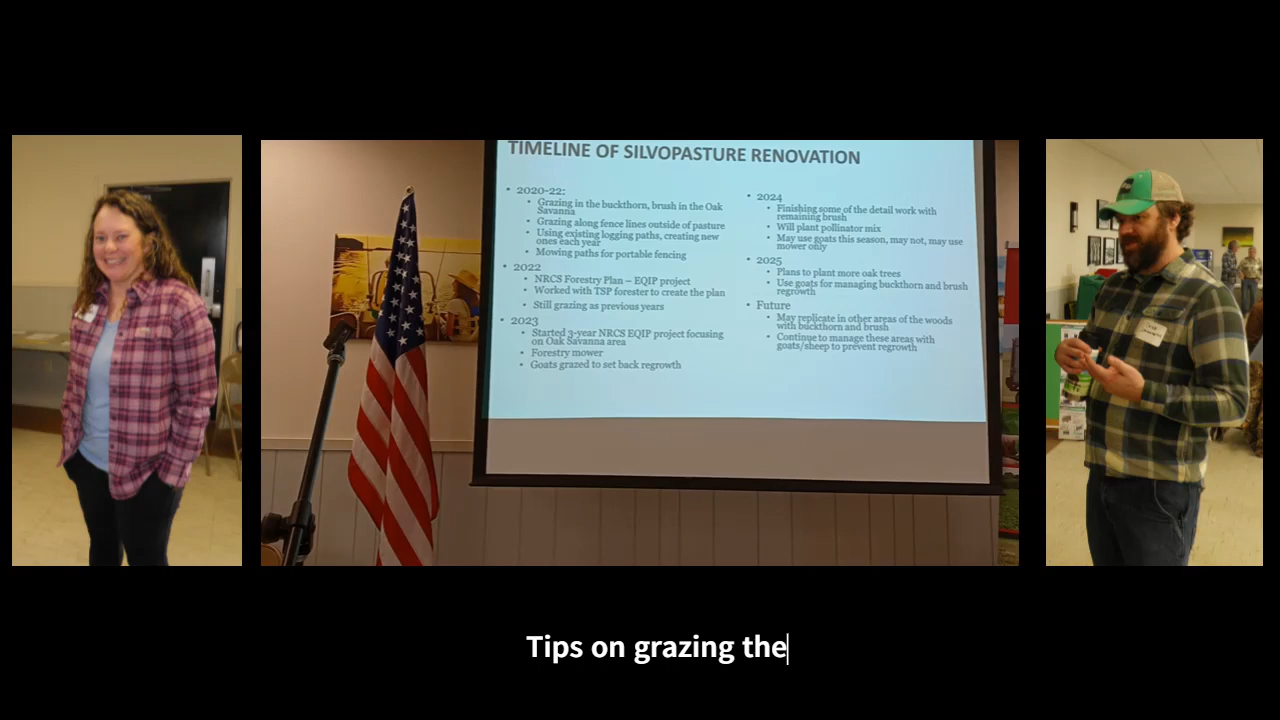 TIMELINE OF SILVOPASTURE RENOVATION
• 2020-22:
• Grazing in the buckthorn, brush in the Oak
Savanna
• Grazing along fence lines outside of pasture
• Using existing logging paths, creating new
ones each year
• Mowing paths for portable fencing
• 2022
• NRCS Forestry Plan – EQIP project
• Worked with TSP forester to create the plan
• Still grazing as previous years
• 2023
• Started 3-year NRCS EQIP project focusing
on Oak Savanna area
• Forestry mower
• Goats grazed to set back regrowth
• 2024
• Finishing some of the detail work with
remaining brush
• Will plant pollinator mix
• May use goats this season, may not, may use
mower only
• 2025
• Plans to plant more oak trees
• Use goats for managing buckthorn and brush
regrowth
• Future
• May replicate in other areas of the woods
with buckthorn and brush
• Continue to manage these areas with
goats/sheep to prevent regrowth
Tips on grazing the